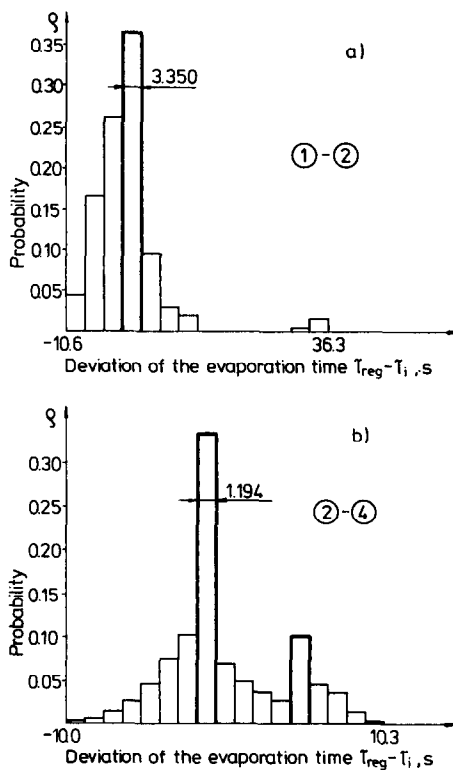 ϱ
a)
0.35
3.350
0.30
0.25
① - ②
0.20
0.15
0.10
0.05
Probability
-10.6
36.3
Deviation of the evaporation time τreg-τi ,s
ϱ
b)
0.30
1.194
0.25
② - ④
0.20
0.15
0.10
0.05
Probability
-10.0
10.3
Deviation of the evaporation time τreg-τi ,s